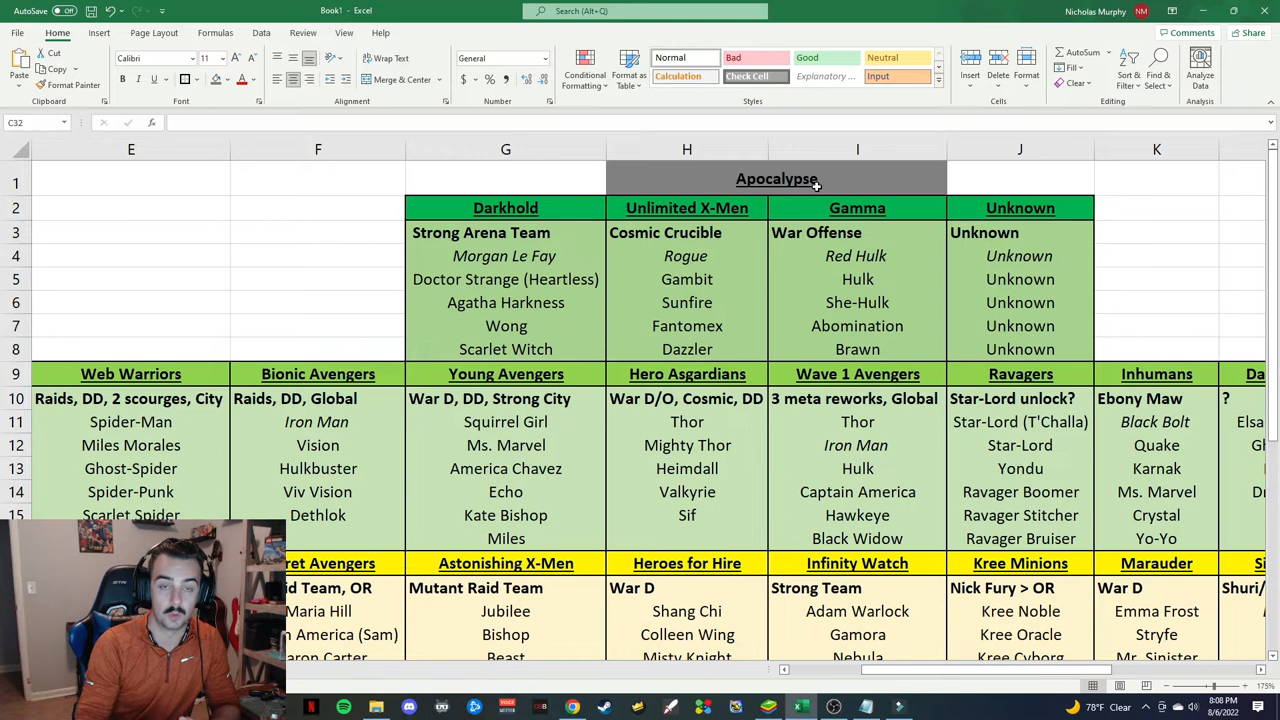 AutoSave Off Book1 - Excel Search (Alt+Q) Nicholas Murphy NM
File Home Insert Page Layout Formulas Data Review View Help Comments Share
Paste Cut Copy Format Painter Clipboard
Calibri 11 B I U Font
Wrap Text Merge & Center Alignment
General $ % Number
Conditional Formatting Format as Table
Normal Bad Good Neutral
Calculation Check Cell Explanatory ... Input
Styles
Insert Delete Format Cells
AutoSum Fill Clear Sort & Filter Find & Select Editing
Analyze Data Analysis
C32 fx
E F G H I J K
1 Apocalypse
2 Darkhold Unlimited X-Men Gamma Unknown
3 Strong Arena Team Cosmic Crucible War Offense Unknown
4 Morgan Le Fay Rogue Red Hulk Unknown
5 Doctor Strange (Heartless) Gambit Hulk Unknown
6 Agatha Harkness Sunfire She-Hulk Unknown
7 Wong Fantomex Abomination Unknown
8 Scarlet Witch Dazzler Brawn Unknown
9 Web Warriors Bionic Avengers Young Avengers Hero Asgardians Wave 1 Avengers Ravagers Inhumans Da
10 Raids, DD, 2 scourges, City Raids, DD, Global War D, DD, Strong City War D/O, Cosmic, DD 3 meta reworks, Global Star-Lord unlock? Ebony Maw ?
11 Spider-Man Iron Man Squirrel Girl Thor Thor Star-Lord (T'Challa) Black Bolt Elsa
12 Miles Morales Vision Ms. Marvel Mighty Thor Iron Man Star-Lord Quake Gh
13 Ghost-Spider Hulkbuster America Chavez Heimdall Hulk Yondu Karnak
14 Spider-Punk Viv Vision Echo Valkyrie Captain America Ravager Boomer Ms. Marvel Dr
15 Scarlet Spider Dethlok Kate Bishop Sif Hawkeye Ravager Stitcher Crystal
Miles Black Widow Ravager Bruiser Yo-Yo
ret Avengers Astonishing X-Men Heroes for Hire Infinity Watch Kree Minions Marauder Si
id Team, OR Mutant Raid Team War D Strong Team Nick Fury > OR War D Shuri/
Maria Hill Jubilee Shang Chi Adam Warlock Kree Noble Emma Frost
America (Sam) Bishop Colleen Wing Gamora Kree Oracle Stryfe
aron Carter Beast Misty Knight Nebula Kree Cyborg Mr. Sinister
175%
78°F Clear 8:08 PM
8/6/2022